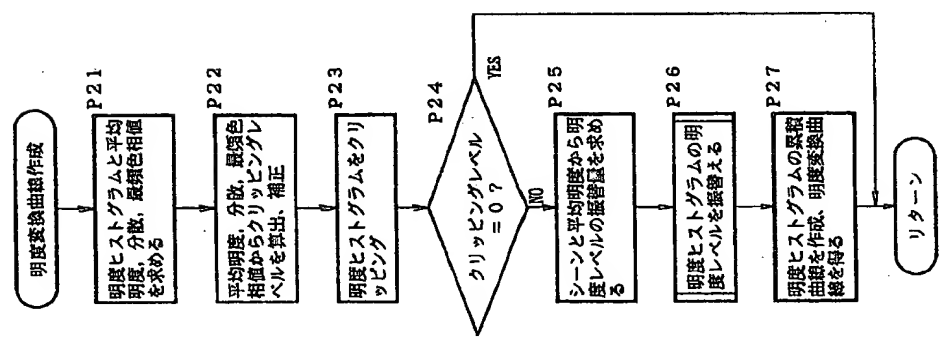 明度変換曲線作成
P21
明度ヒストグラムと平均
明度,分散,最頻色相値
を求める
P22
平均明度,分散,最頻色
相値からクリッピングレ
ベルを算出、補正
P23
明度ヒストグラムをクリ
ッピング
P24
クリッピングレベル
=0?
YES
NO
P25
シーンと平均明度から明
度レベルの振替量を求め
る
P26
明度ヒストグラムの明
度レベルを振替える
P27
明度ヒストグラムの累積
曲線を作成、明度変換曲
線を得る
リターン